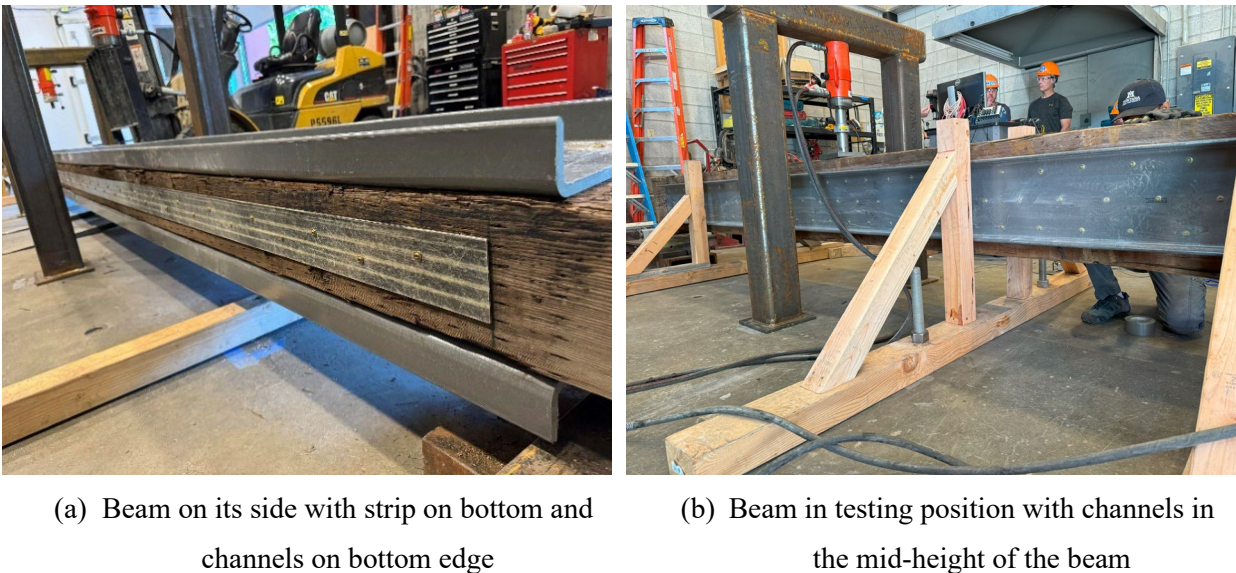 CAT
P5596L
(a) Beam on its side with strip on bottom and
channels on bottom edge
(b) Beam in testing position with channels in
the mid-height of the beam